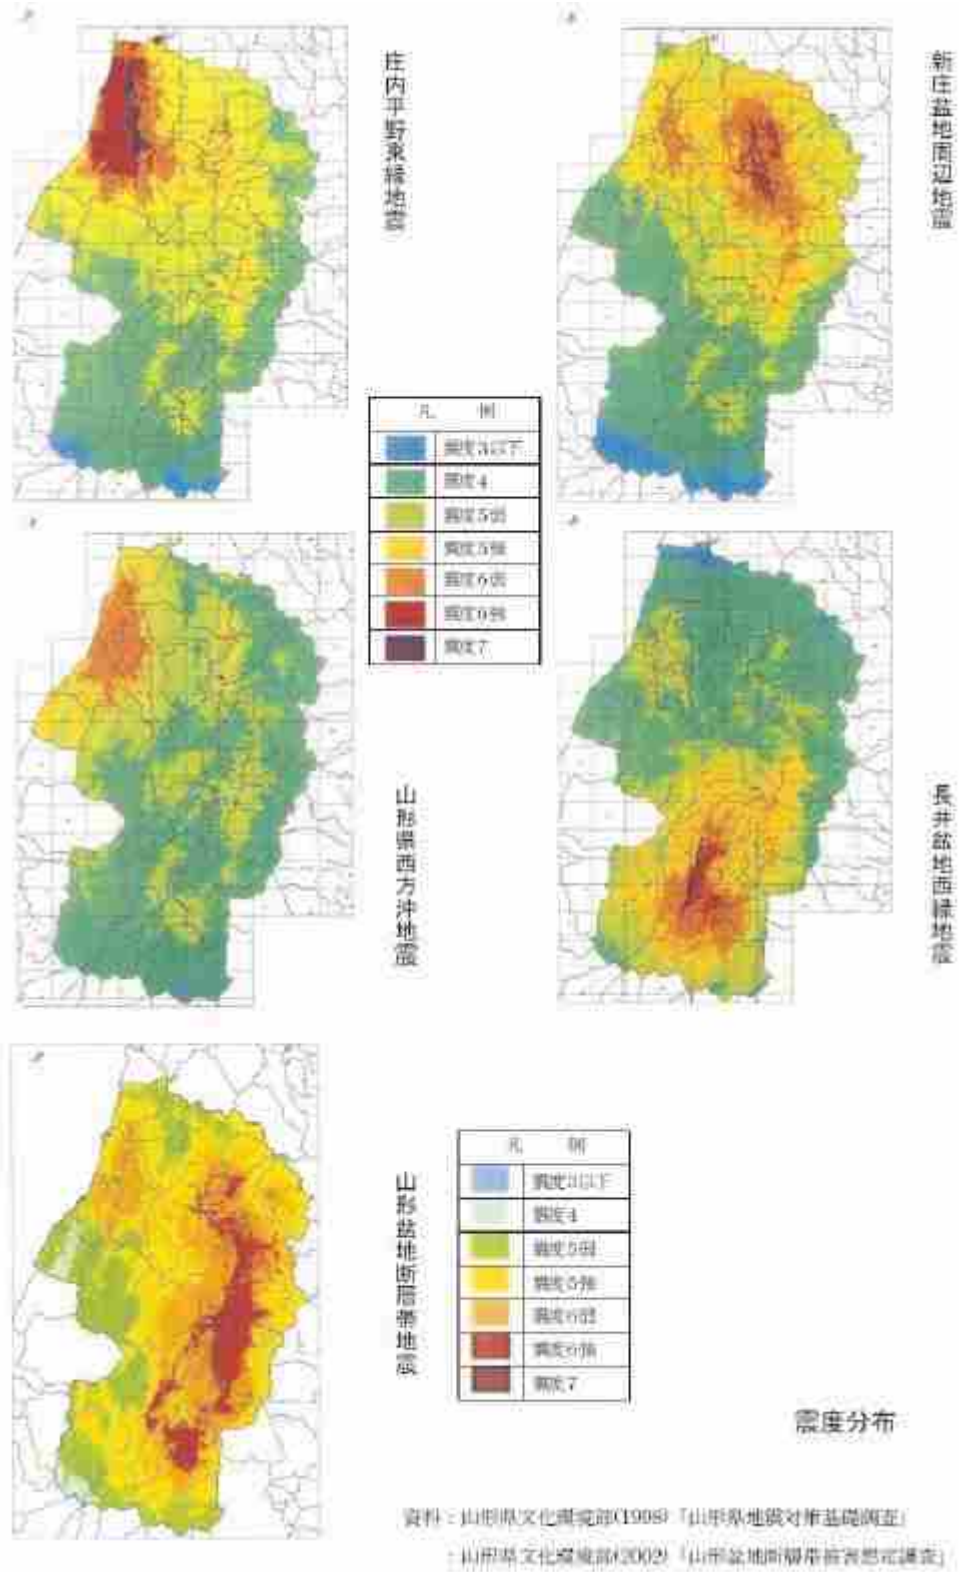 庄内平野東縁地震
新庄盆地周辺地震
凡 例
震度3以下
震度4
震度5弱
震度5強
震度6弱
震度6強
震度7
山形県西方沖地震
長井盆地西縁地震
山形盆地断層帯地震
凡 例
震度3以下
震度4
震度5弱
震度5強
震度6弱
震度6強
震度7
震度分布
資料：山形県文化環境部(1998)「山形県地震対策基礎調査」
：山形県文化環境部(2002)「山形盆地断層帯被害想定調査」